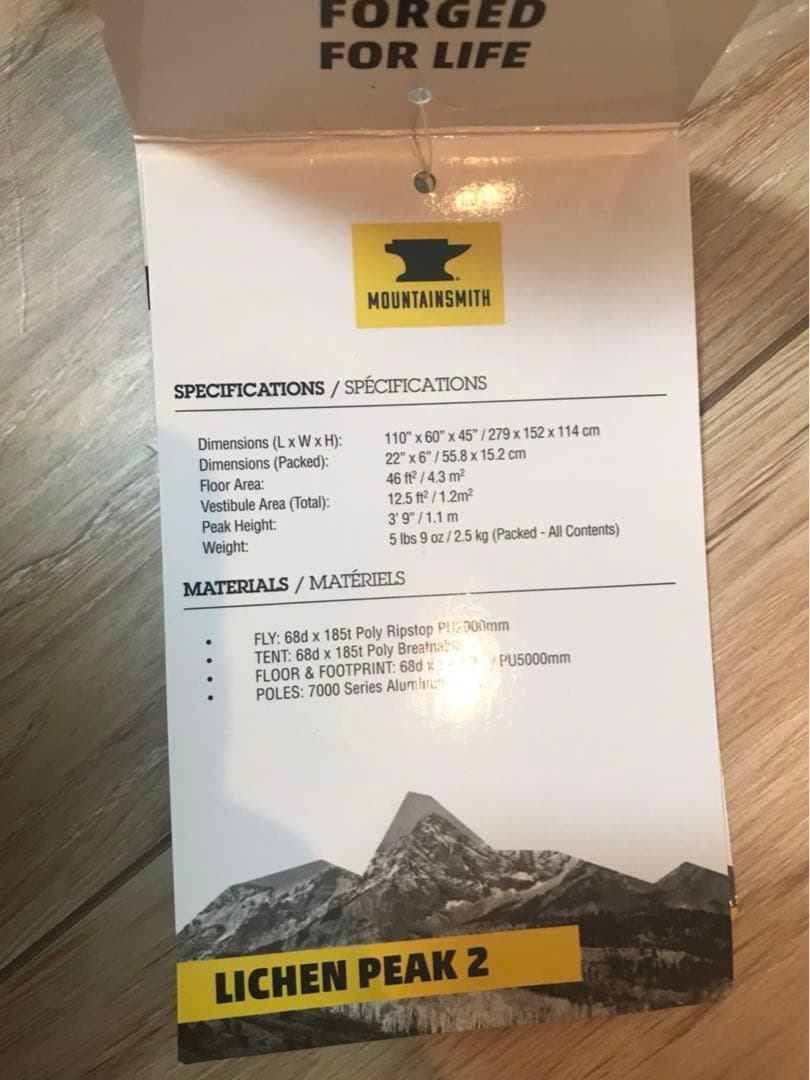 FORGED
FOR LIFE
MOUNTAINSMITH
SPECIFICATIONS / SPÉCIFICATIONS
Dimensions (L x W x H): 110" x 60" x 45" / 279 x 152 x 114 cm
Dimensions (Packed): 22" x 6" / 55.8 x 15.2 cm
Floor Area: 46 ft² / 4.3 m²
Vestibule Area (Total): 12.5 ft² / 1.2m²
Peak Height: 3' 9" / 1.1 m
Weight: 5 lbs 9 oz / 2.5 kg (Packed - All Contents)
MATERIALS / MATÉRIELS
• FLY: 68d x 185t Poly Ripstop PU2000mm
• TENT: 68d x 185t Poly Breathable
• FLOOR & FOOTPRINT: 68d x / PU5000mm
• POLES: 7000 Series Aluminum
LICHEN PEAK 2